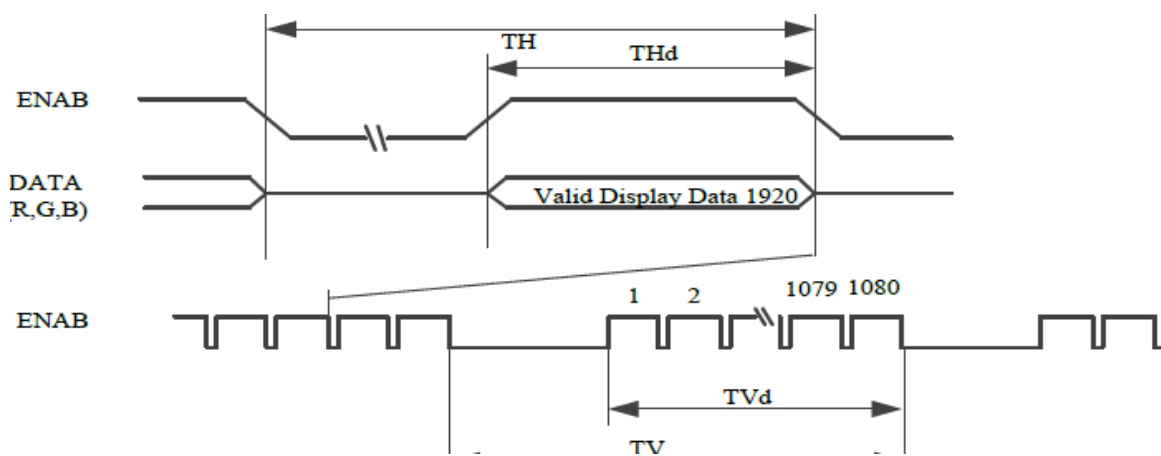 TH
THd
ENAB
DATA
(R,G,B)
Valid Display Data 1920
1 2 1079 1080
ENAB
TVd
TV